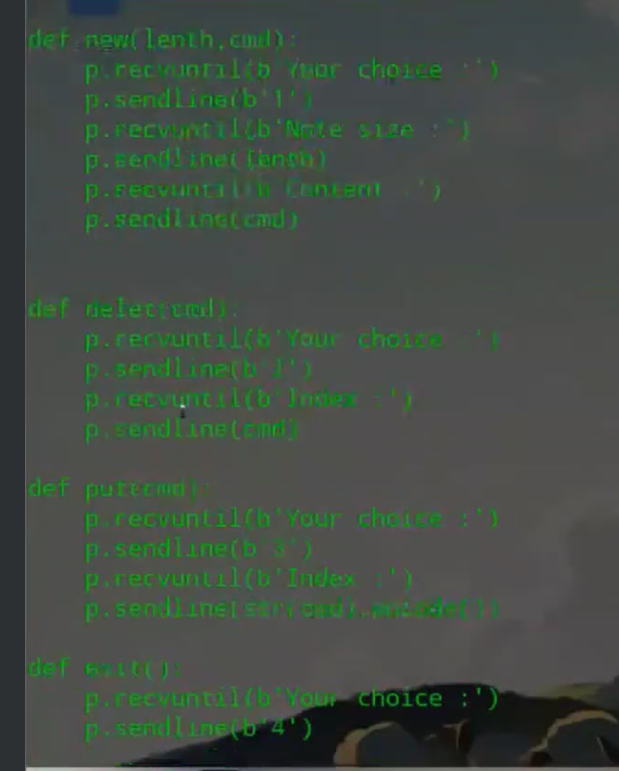 def new(lenth,cmd):
    p.recvuntil(b'Your choice :')
    p.sendline(b'1')
    p.recvuntil(b'Note size :')
    p.sendline(lenth)
    p.recvuntil(b'Content :')
    p.sendline(cmd)
def delet(cmd):
    p.recvuntil(b'Your choice :')
    p.sendline(b'2')
    p.recvuntil(b'Index :')
    p.sendline(cmd)
def put(cmd):
    p.recvuntil(b'Your choice :')
    p.sendline(b'3')
    p.recvuntil(b'Index :')
    p.sendline(str(cmd).encode())
def exit():
    p.recvuntil(b'Your choice :')
    p.sendline(b'4')